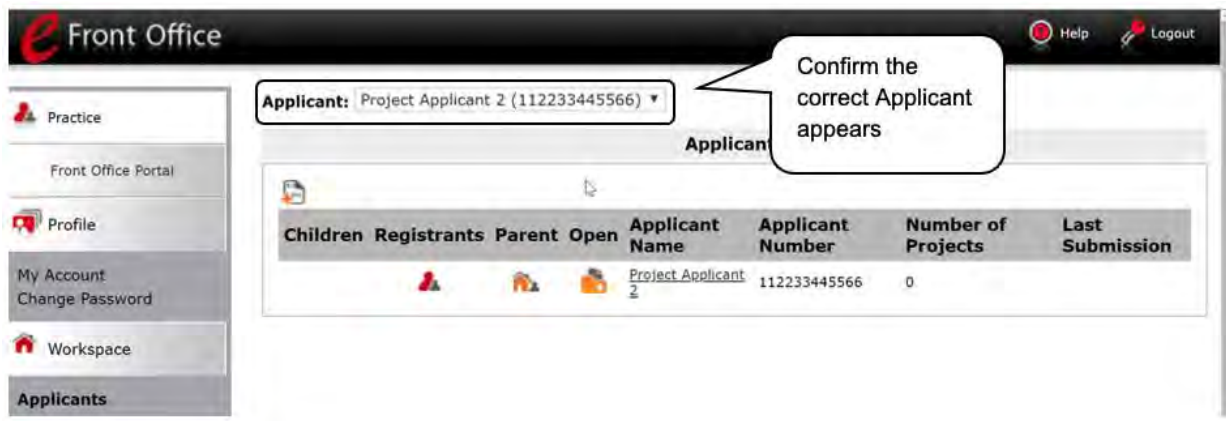 e Front Office
Help
Logout
Confirm the
correct Applicant
appears
Applicant: Project Applicant 2 (112233445566)
Practice
Front Office Portal
Profile
My Account
Change Password
Workspace
Applicants
Children Registrants Parent Open Applicant Name Applicant Number Number of Projects Last Submission
Project Applicant
2
112233445566
0